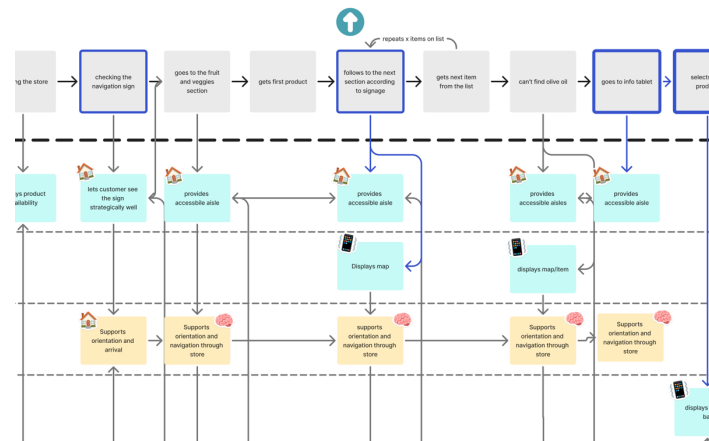 repeats x items on list
ng the store
checking the
navigation sign
goes to the fruit
and veggies
section
gets first product
follows to the next
section according
to signage
gets next item
from the list
can't find olive oil
goes to info tablet
selects
prod
ys product
ailability
lets customer see
the sign
strategically well
provides
accessbile aisle
provides
accessible aisle
provides
accessible aisles
provides
accessible aisle
Displays map
displays map/item
Supports
orientation and
arrival
Supports
orientation and
navigation through
store
supports
orientation and
navigation through
store
Supports
orientation and
navigation through
store
Supports
orientation and
navigation through
store
displays
ba